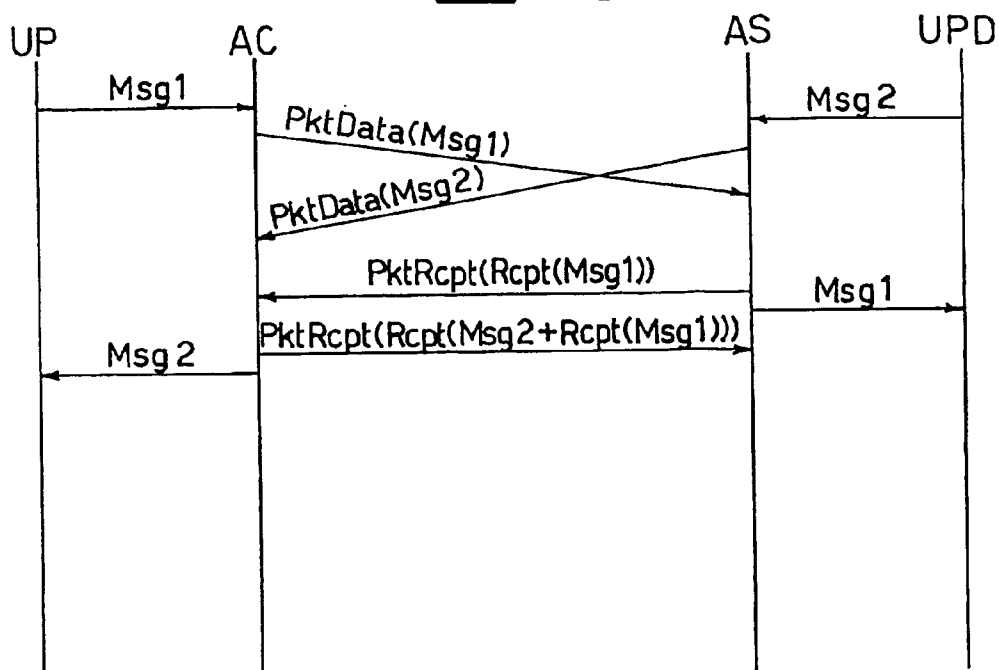 UP AC AS UPD
Msg1
Msg2
PktData(Msg1)
PktData(Msg2)
PktRcpt(Rcpt(Msg1))
Msg1
PktRcpt(Rcpt(Msg2+Rcpt(Msg1)))
Msg2